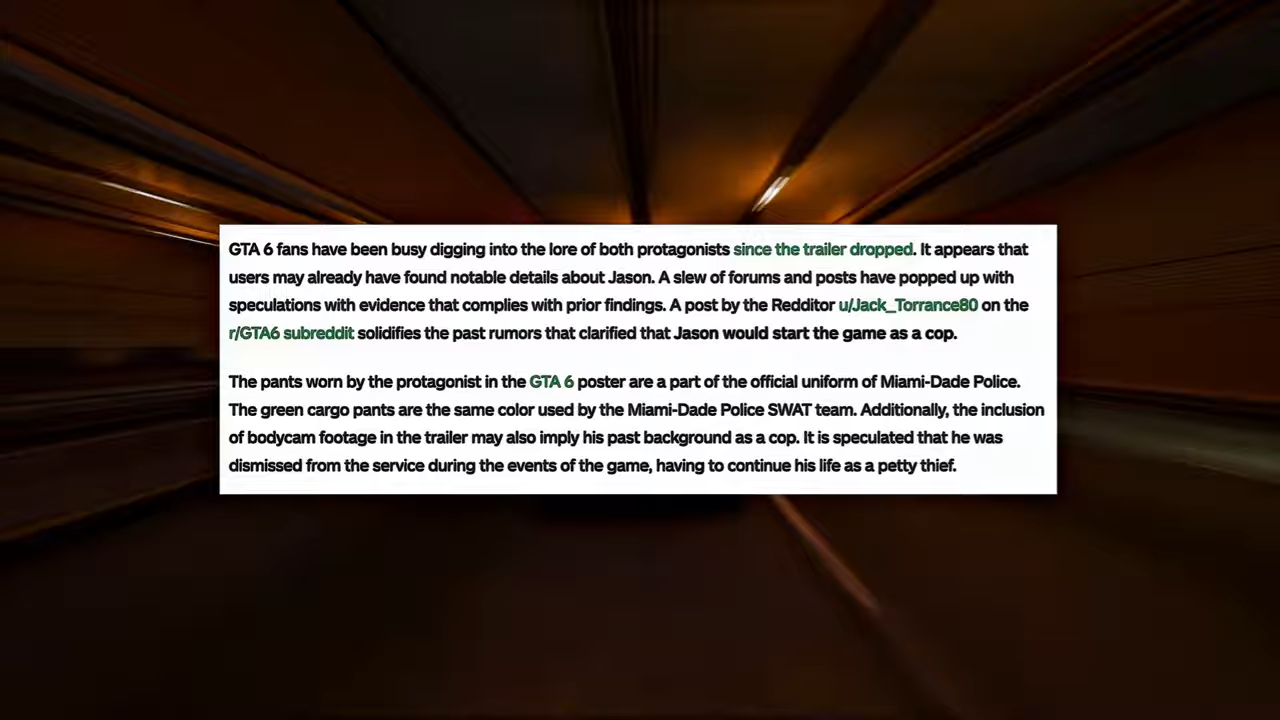 GTA 6 fans have been busy digging into the lore of both protagonists since the trailer dropped. It appears that
users may already have found notable details about Jason. A slew of forums and posts have popped up with
speculations with evidence that complies with prior findings. A post by the Redditor u/Jack_Torrance80 on the
r/GTA6 subreddit solidifies the past rumors that clarified that Jason would start the game as a cop.
The pants worn by the protagonist in the GTA 6 poster are a part of the official uniform of Miami-Dade Police.
The green cargo pants are the same color used by the Miami-Dade Police SWAT team. Additionally, the inclusion
of bodycam footage in the trailer may also imply his past background as a cop. It is speculated that he was
dismissed from the service during the events of the game, having to continue his life as a petty thief.